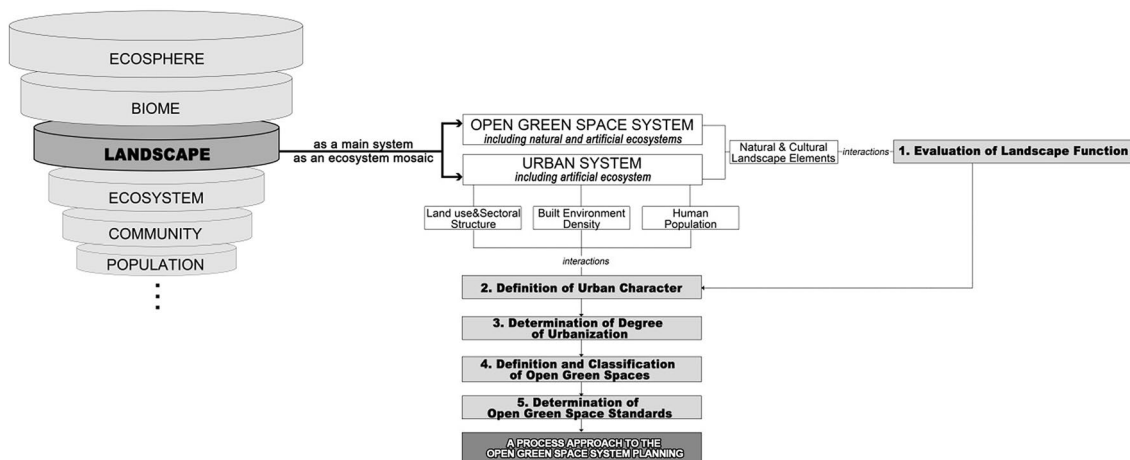 ECOSPHERE
BIOME
LANDSCAPE
ECOSYSTEM
COMMUNITY
POPULATION
as a main system
as an ecosystem mosaic
OPEN GREEN SPACE SYSTEM
including natural and artificial ecosystems
URBAN SYSTEM
including artificial ecosystem
Natural & Cultural
Landscape Elements
interactions
1. Evaluation of Landscape Function
Land use&Sectoral
Structure
Built Environment
Density
Human
Population
interactions
2. Definition of Urban Character
3. Determination of Degree
of Urbanization
4. Definition and Classification
of Open Green Spaces
5. Determination of
Open Green Space Standards
A PROCESS APPROACH TO THE
OPEN GREEN SPACE SYSTEM PLANNING